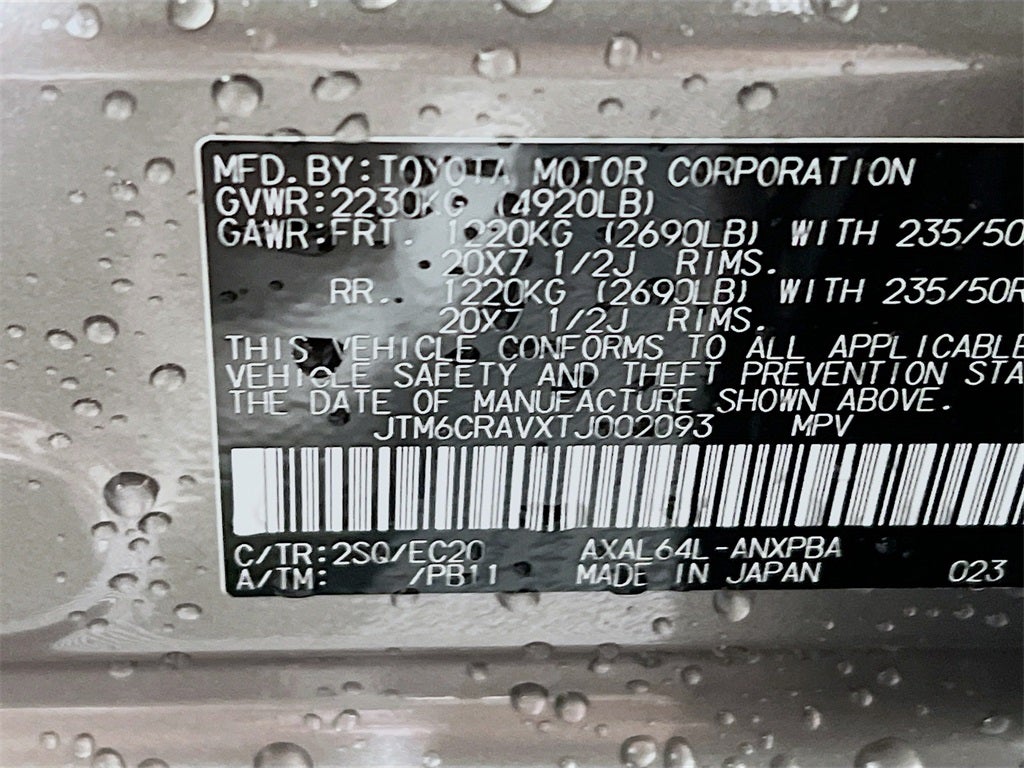 MFD.BY:TOYOTA MOTOR CORPORATION
GVWR:2230KG (4920LB)
GAWR:FRT. 1220KG (2690LB) WITH 235/50
20X7 1/2J RIMS.
RR.. 1220KG (2690LB) WITH 235/50R
20X7 1/2J RIMS.
THIS VEHICLE CONFORMS TO ALL APPLICABLE
VEHICLE SAFETY AND THEFT PREVENTION STA
THE DATE OF MANUFACTURE SHOWN ABOVE.
JTM6CRAVXTJ002093 MPV
C/TR:2SQ/EC20 AXAL64L-ANXPBA
A/TM: /PB11 MADE IN JAPAN 023